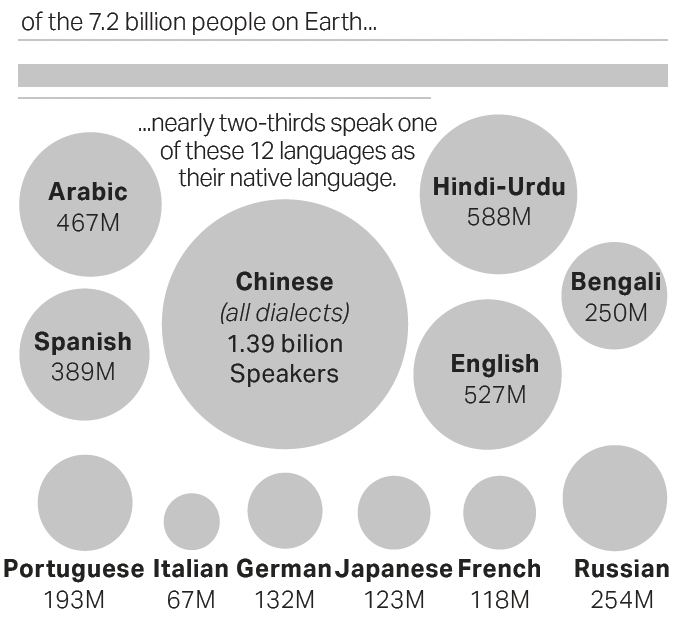 of the 7.2 billion people on Earth...
...nearly two-thirds speak one
of these 12 languages as
their native language.
Arabic
467M
Hindi-Urdu
588M
Chinese
(all dialects)
1.39 bilion
Speakers
Bengali
250M
Spanish
389M
English
527M
Portuguese
193M
Italian
67M
German
132M
Japanese
123M
French
118M
Russian
254M